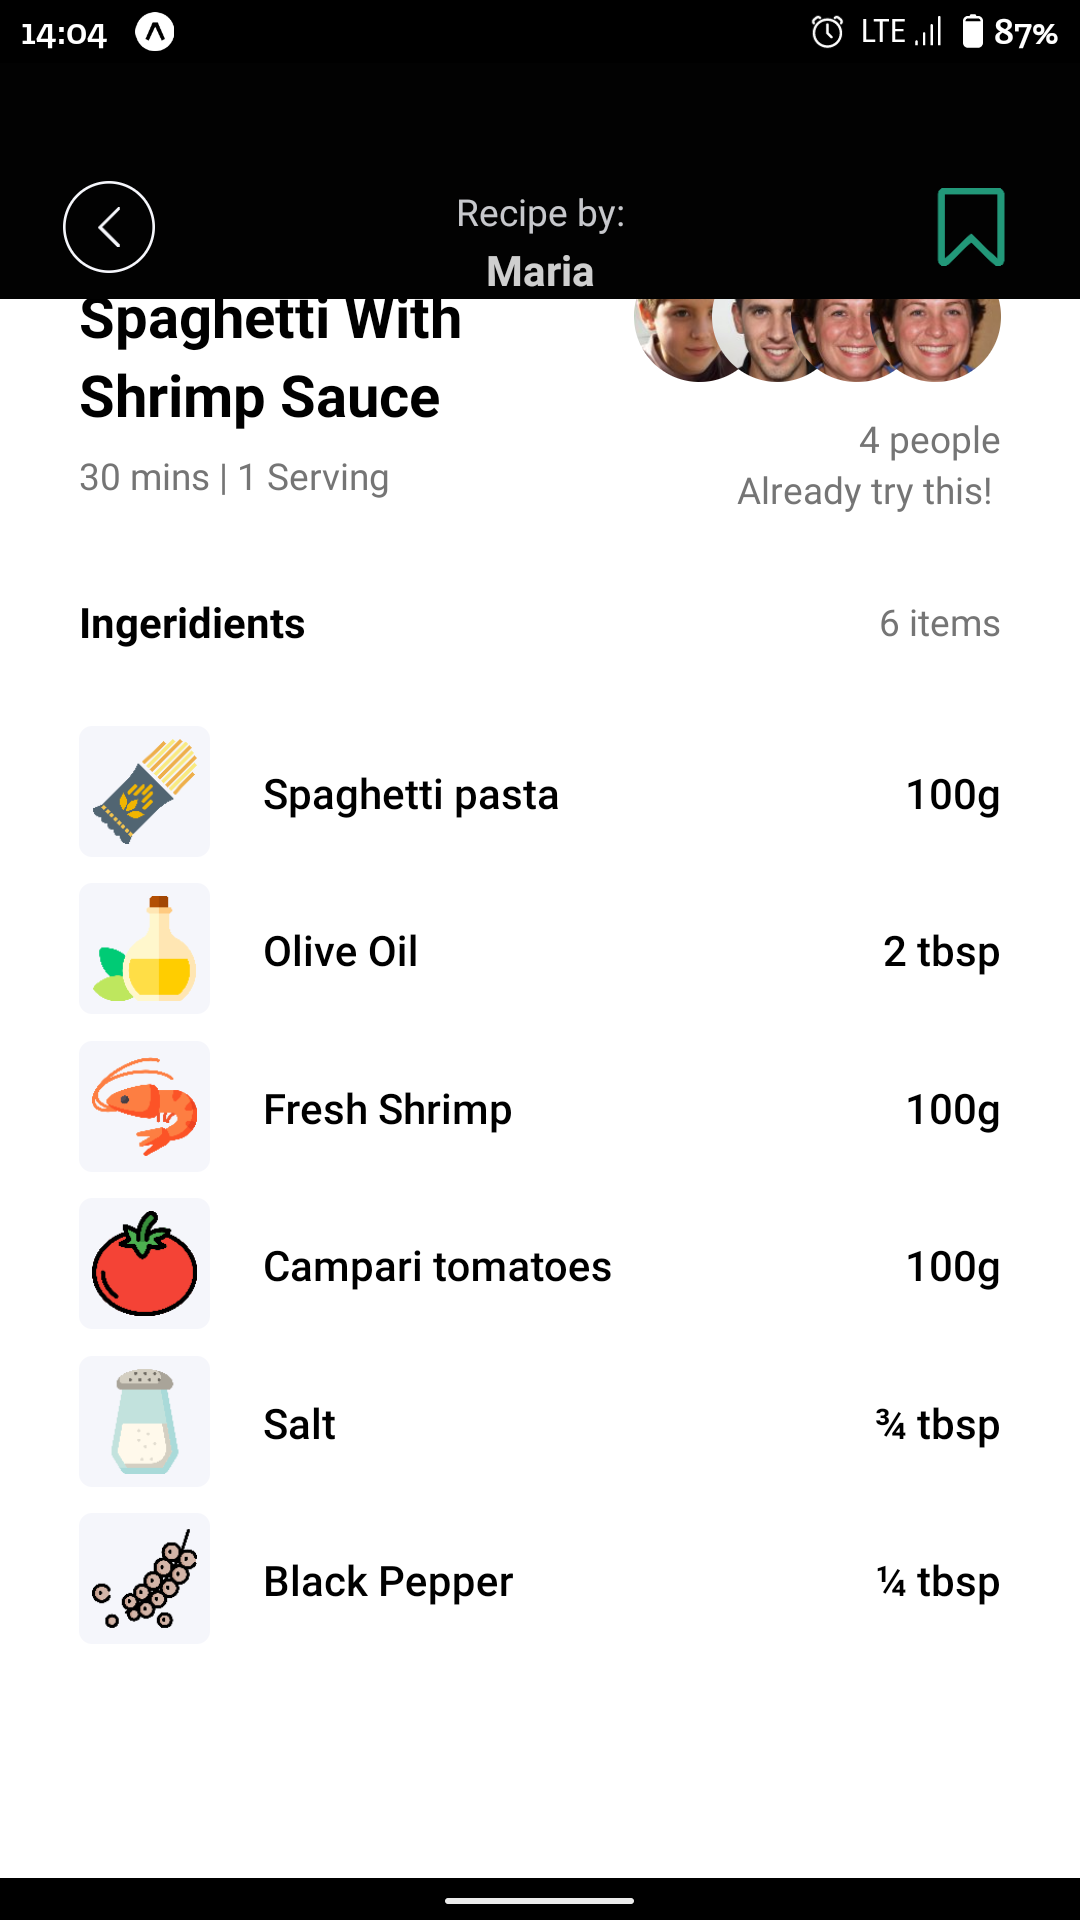 14:04
LTE 87%
Recipe by:
Maria
Spaghetti With
Shrimp Sauce
30 mins | 1 Serving
4 people
Already try this!
Ingeridients 6 items
Spaghetti pasta 100g
Olive Oil 2 tbsp
Fresh Shrimp 100g
Campari tomatoes 100g
Salt ¾ tbsp
Black Pepper ¼ tbsp